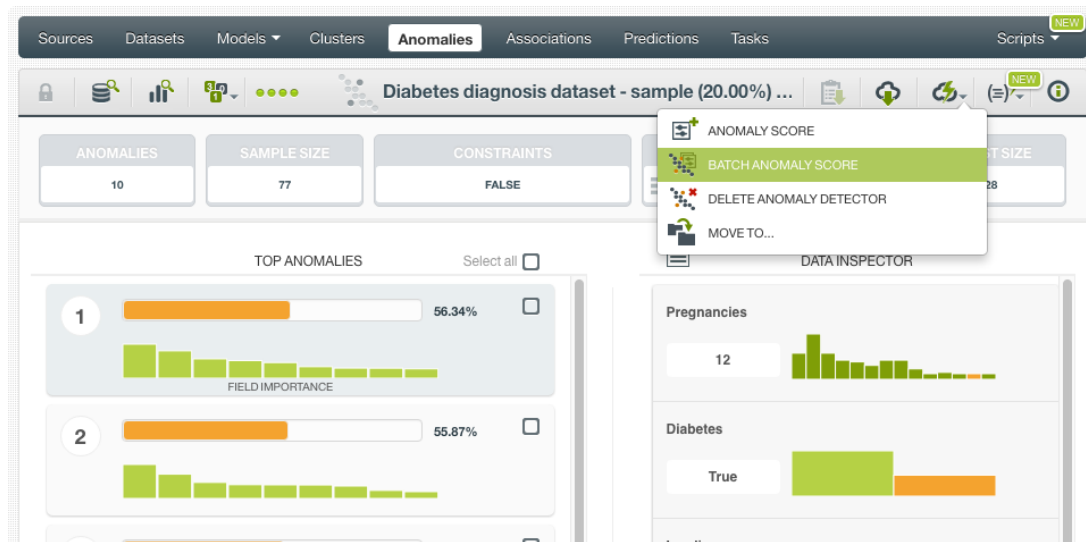 NEW
Sources Datasets Models Clusters Anomalies Associations Predictions Tasks Scripts
NEW
Diabetes diagnosis dataset - sample (20.00%) ...
ANOMALY SCORE
BATCH ANOMALY SCORE
DELETE ANOMALY DETECTOR
MOVE TO...
ANOMALIES SAMPLE SIZE CONSTRAINTS T SIZE
10 77 FALSE 28
TOP ANOMALIES Select all DATA INSPECTOR
1 56.34%
FIELD IMPORTANCE
2 55.87%
Pregnancies
12
Diabetes
True